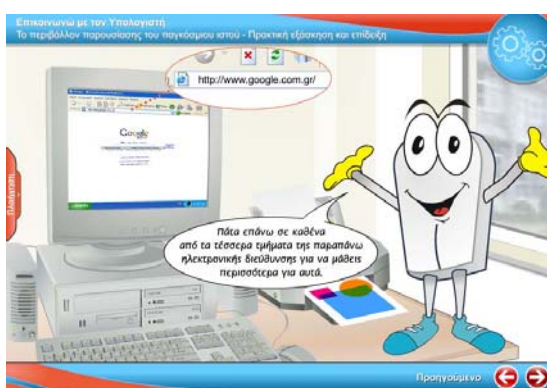 Επικοινωνώ με τον Υπολογιστή
Το περιβάλλον παρουσίασης του παγκόσμιου ιστού - Πρακτική εξάσκηση και επίδειξη
http://www.google.com.gr/
Google
Πλοήγηση
Πάτα επάνω σε καθένα
από τα τέσσερα τμήματα της παραπάνω
ηλεκτρονικής διεύθυνσης για να μάθεις
περισσότερα για αυτά.
Προηγούμενο